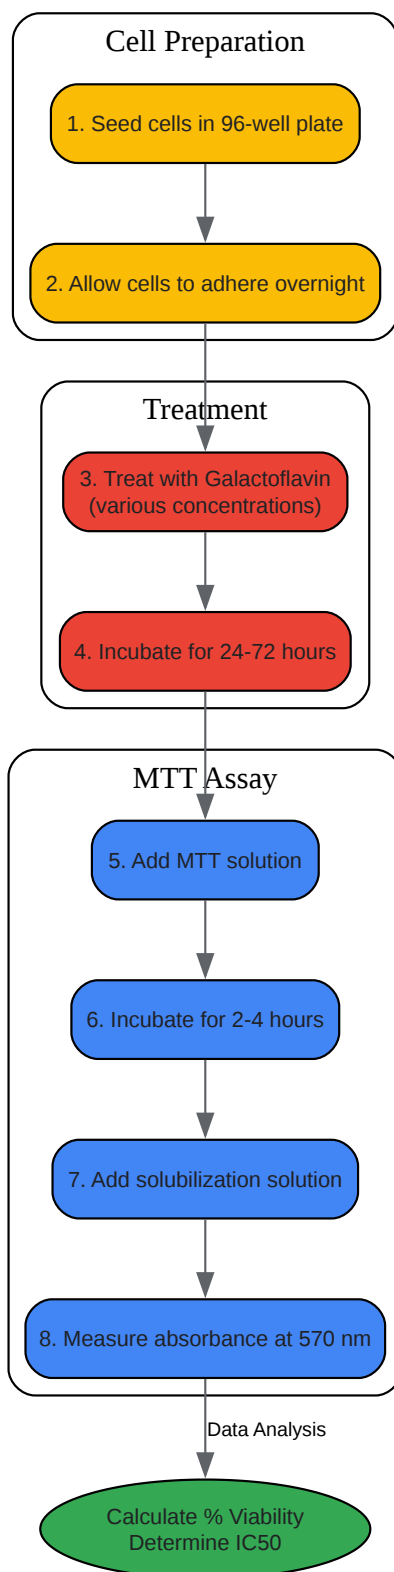 Cell Preparation
1. Seed cells in 96-well plate
2. Allow cells to adhere overnight
Treatment
3. Treat with Galactoflavin
(various concentrations)
4. Incubate for 24-72 hours
MTT Assay
5. Add MTT solution
6. Incubate for 2-4 hours
7. Add solubilization solution
8. Measure absorbance at 570 nm
Data Analysis
Calculate % Viability
Determine IC50